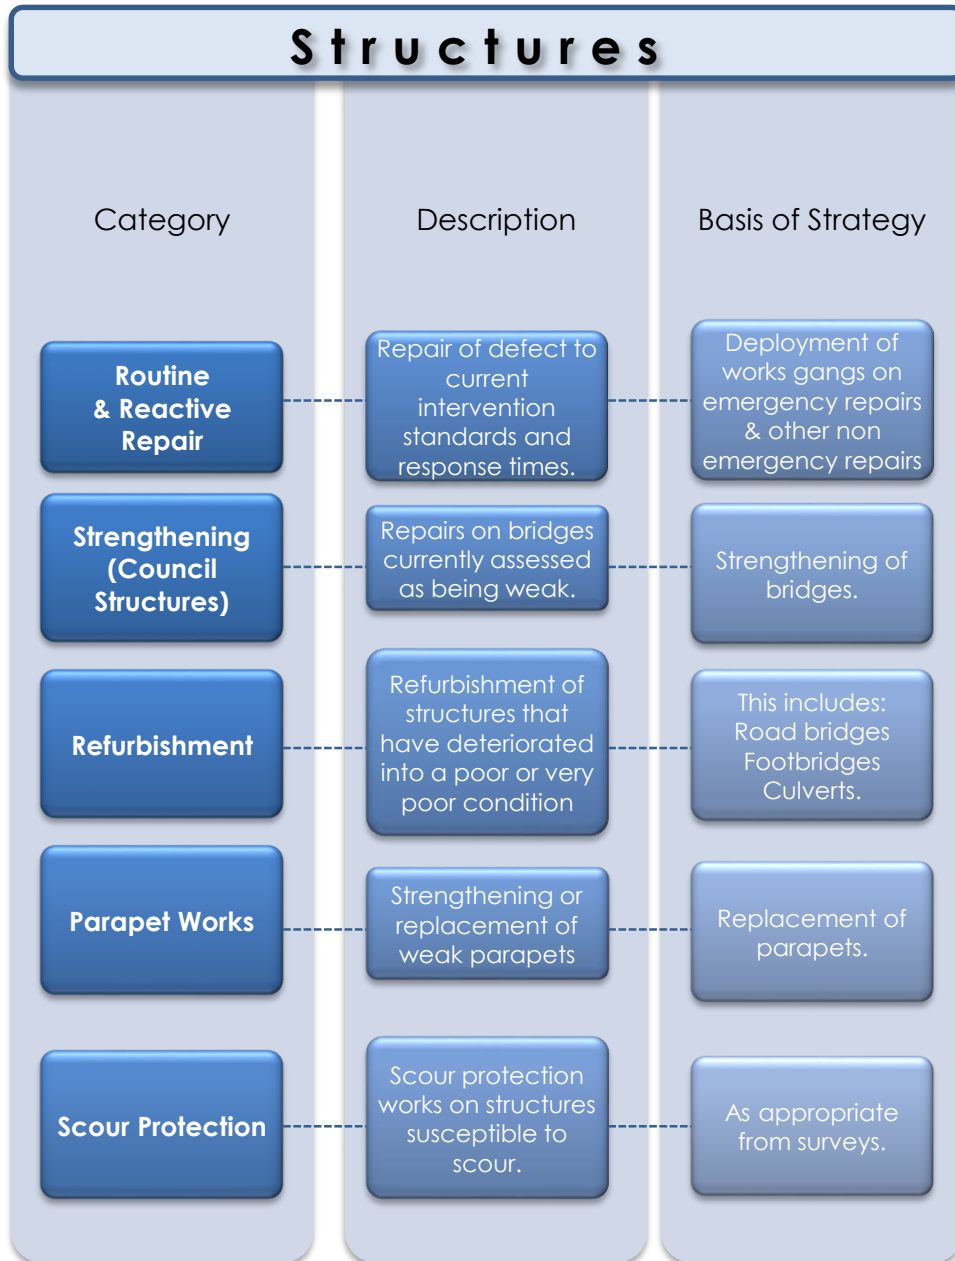 Structures
Category
Description
Basis of Strategy
Routine
& Reactive
Repair
Repair of defect to
current
intervention
standards and
response times.
Deployment of
works gangs on
emergency repairs
& other non
emergency repairs
Strengthening
(Council
Structures)
Repairs on bridges
currently assessed
as being weak.
Strengthening of
bridges.
Refurbishment
Refurbishment of
structures that
have deteriorated
into a poor or very
poor condition
This includes:
Road bridges
Footbridges
Culverts.
Parapet Works
Strengthening or
replacement of
weak parapets
Replacement of
parapets.
Scour Protection
Scour protection
works on structures
susceptible to
scour.
As appropriate
from surveys.